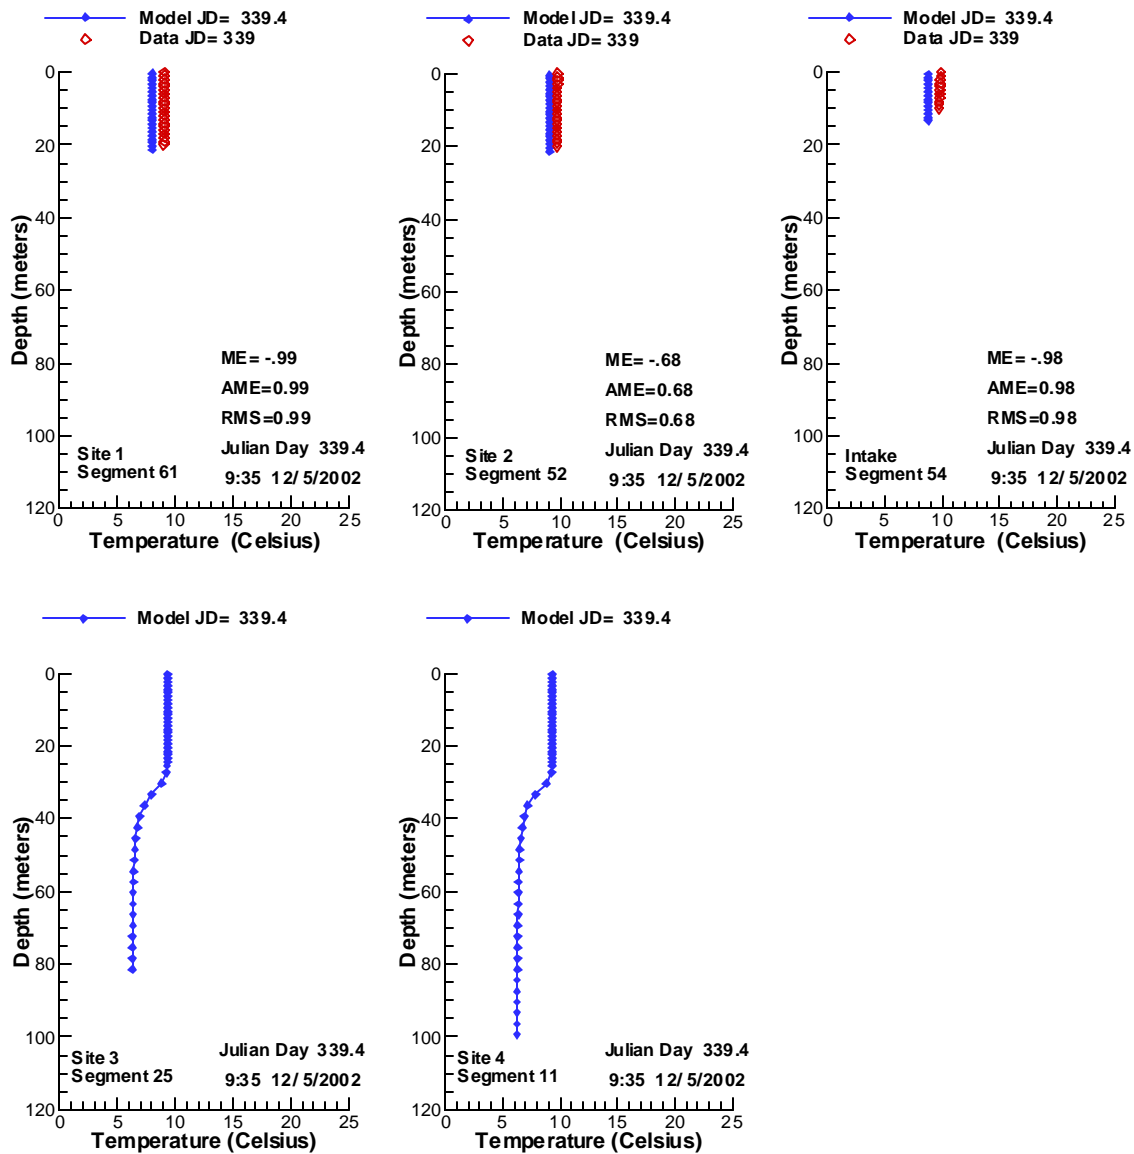 Model JD= 339.4
Data JD= 339
0
20
40
60
80
100
120
Depth (meters)
ME= -.99
AME=0.99
RMS=0.99
Julian Day 339.4
9:35 12/ 5/2002
Site 1
Segment 61
0 5 10 15 20 25
Temperature (Celsius)
Model JD= 339.4
Data JD= 339
0
20
40
60
80
100
120
Depth (meters)
ME= -.68
AME=0.68
RMS=0.68
Julian Day 339.4
9:35 12/ 5/2002
Site 2
Segment 52
0 5 10 15 20 25
Temperature (Celsius)
Model JD= 339.4
Data JD= 339
0
20
40
60
80
100
120
Depth (meters)
ME= -.98
AME=0.98
RMS=0.98
Julian Day 339.4
9:35 12/ 5/2002
Intake
Segment 54
0 5 10 15 20 25
Temperature (Celsius)
Model JD= 339.4
0
20
40
60
80
100
120
Depth (meters)
Julian Day 339.4
9:35 12/ 5/2002
Site 3
Segment 25
0 5 10 15 20 25
Temperature (Celsius)
Model JD= 339.4
0
20
40
60
80
100
120
Depth (meters)
Julian Day 339.4
9:35 12/ 5/2002
Site 4
Segment 11
0 5 10 15 20 25
Temperature (Celsius)